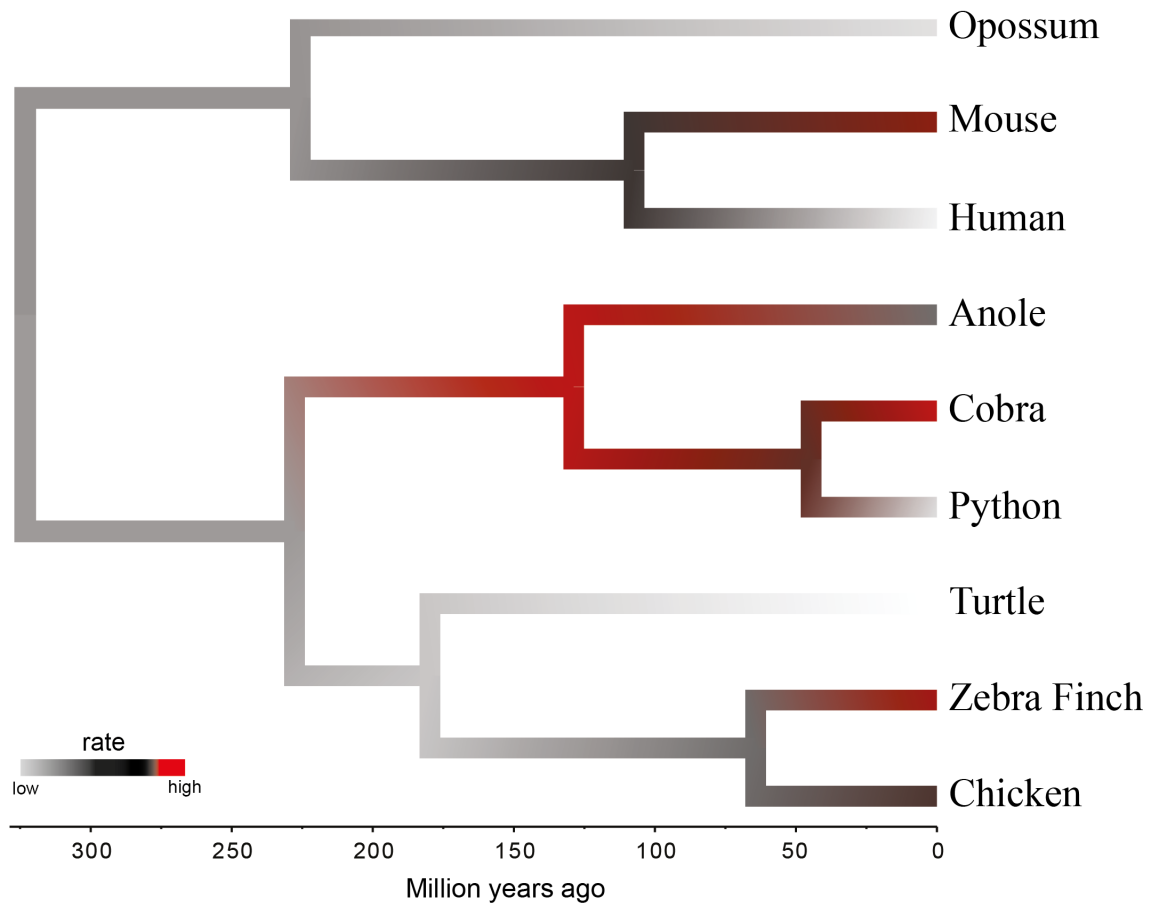 Opossum
Mouse
Human
Anole
Cobra
Python
Turtle
Zebra Finch
Chicken
rate
low high
300 250 200 150 100 50 0
Million years ago